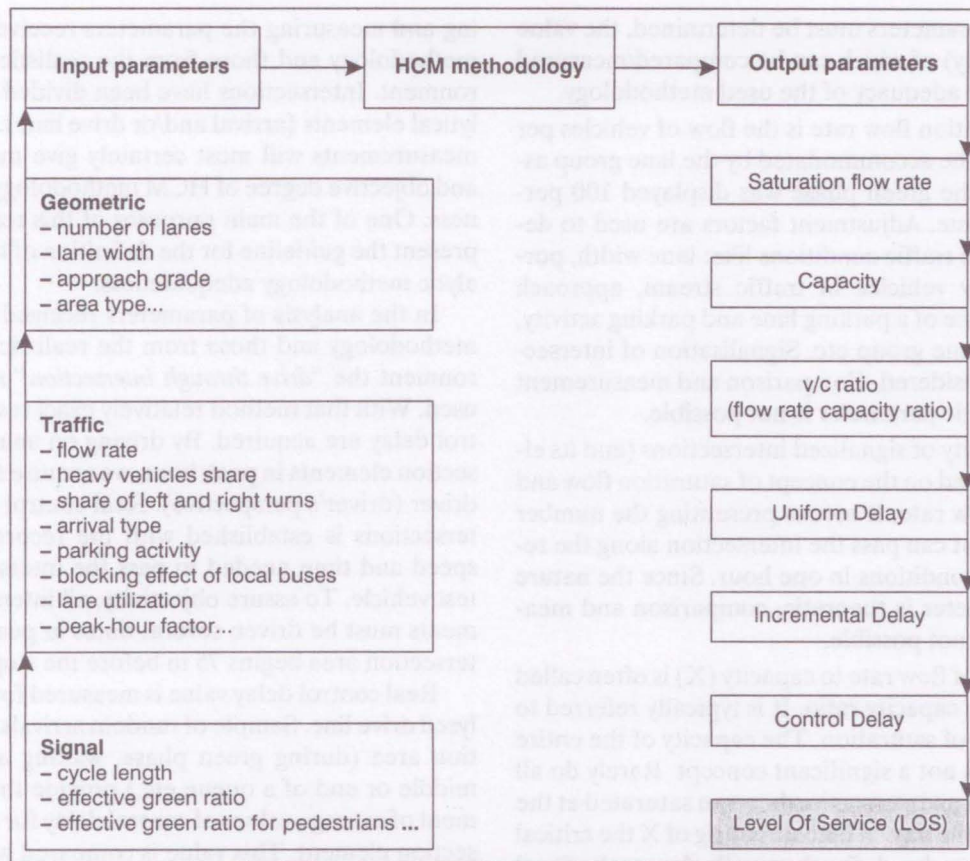 Input parameters
HCM methodology
Output parameters
Geometric
– number of lanes
– lane width
– approach grade
– area type...
Traffic
– flow rate
– heavy vehicles share
– share of left and right turns
– arrival type
– parking activity
– blocking effect of local buses
– lane utilization
– peak-hour factor...
Signal
– cycle length
– effective green ratio
– effective green ratio for pedestrians ...
Saturation flow rate
Capacity
v/c ratio
(flow rate capacity ratio)
Uniform Delay
Incremental Delay
Control Delay
Level Of Service (LOS)